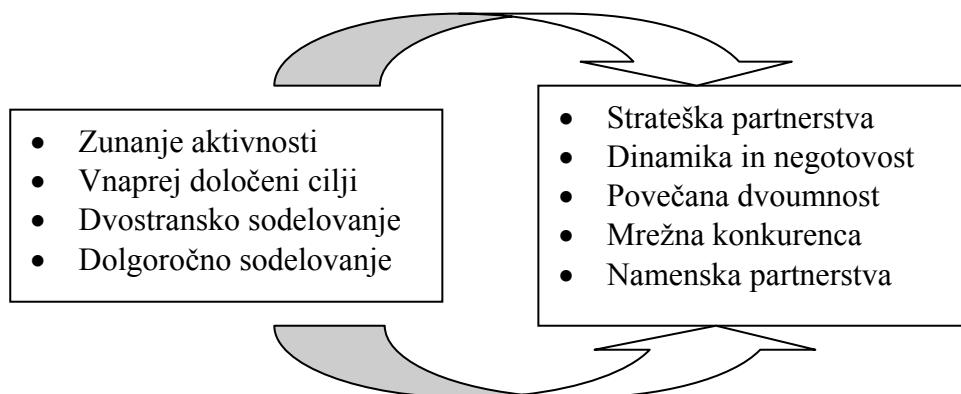 • Zunanje aktivnosti
• Vnaprej določeni cilji
• Dvostransko sodelovanje
• Dolgoročno sodelovanje
• Strateška partnerstva
• Dinamika in negotovost
• Povečana dvoumnost
• Mrežna konkurenca
• Namenska partnerstva